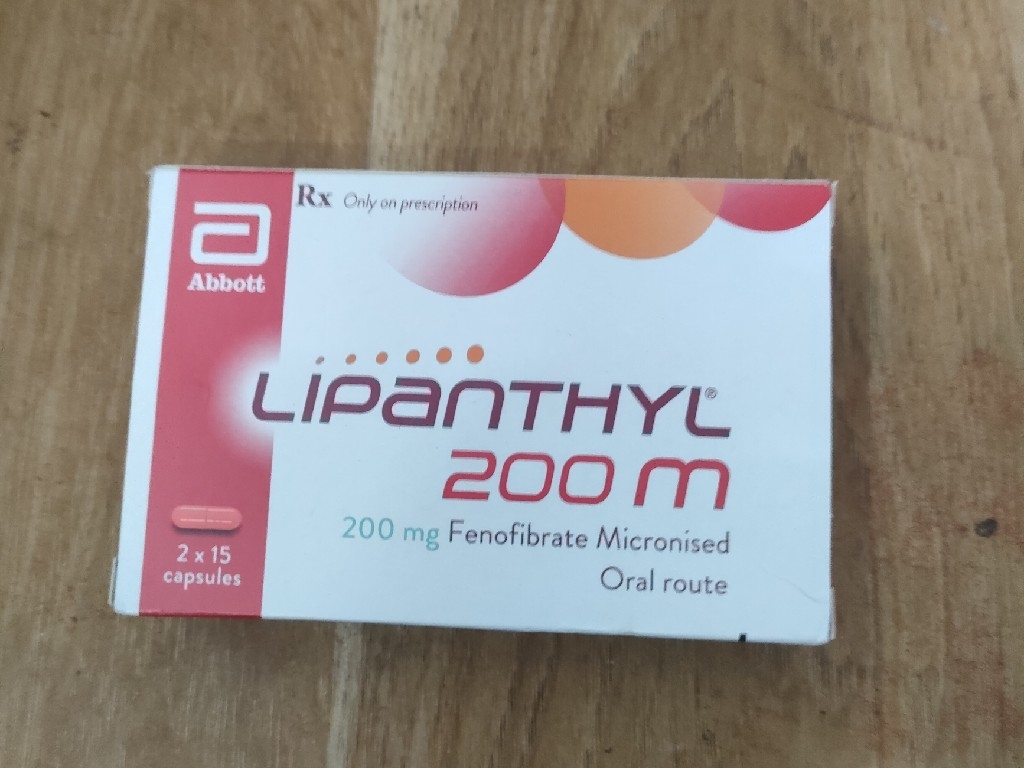 Rx Only on prescription
Abbott
LIPANTHYL®
200 M
200 mg Fenofibrate Micronised
Oral route
2 x 15
capsules